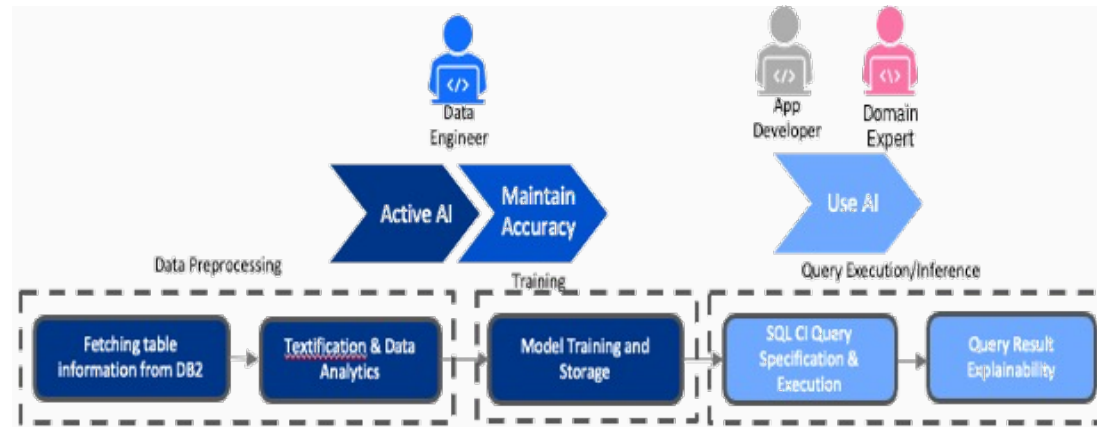 Data
Engineer
App
Developer
Domain
Expert
Active AI
Maintain
Accuracy
Use AI
Data Preprocessing
Training
Query Execution/Inference
Fetching table
information from DB2
Textification & Data
Analytics
Model Training and
Storage
SQL CI Query
Specification &
Execution
Query Result
Explainability